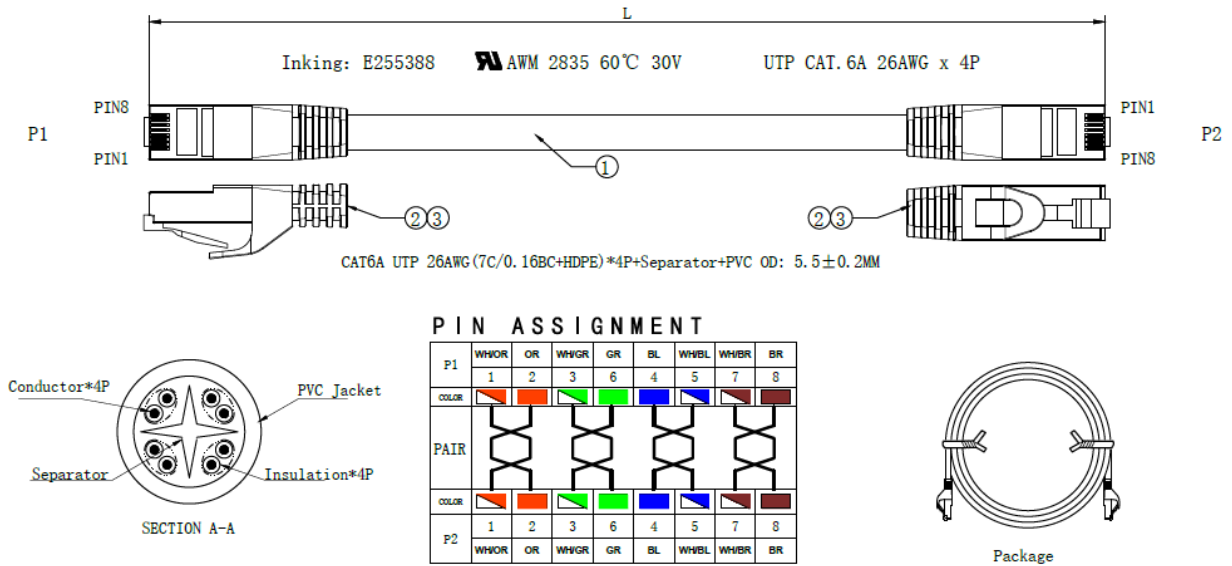 L
Inking: E255388 RU AWM 2835 60℃ 30V UTP CAT.6A 26AWG x 4P
PIN8
P1
PIN1
PIN1
P2
PIN8
①
②③
②③
CAT6A UTP 26AWG(7C/0.16BC+HDPE)*4P+Separator+PVC OD: 5.5±0.2MM
Conductor*4P
PVC Jacket
Separator
Insulation*4P
SECTION A-A
PIN ASSIGNMENT
P1 WH/OR OR WH/GR GR BL WH/BL WH/BR BR
1 2 3 6 4 5 7 8
COLOR
PAIR
COLOR
P2 1 2 3 6 4 5 7 8
WH/OR OR WH/GR GR BL WH/BL WH/BR BR
Package